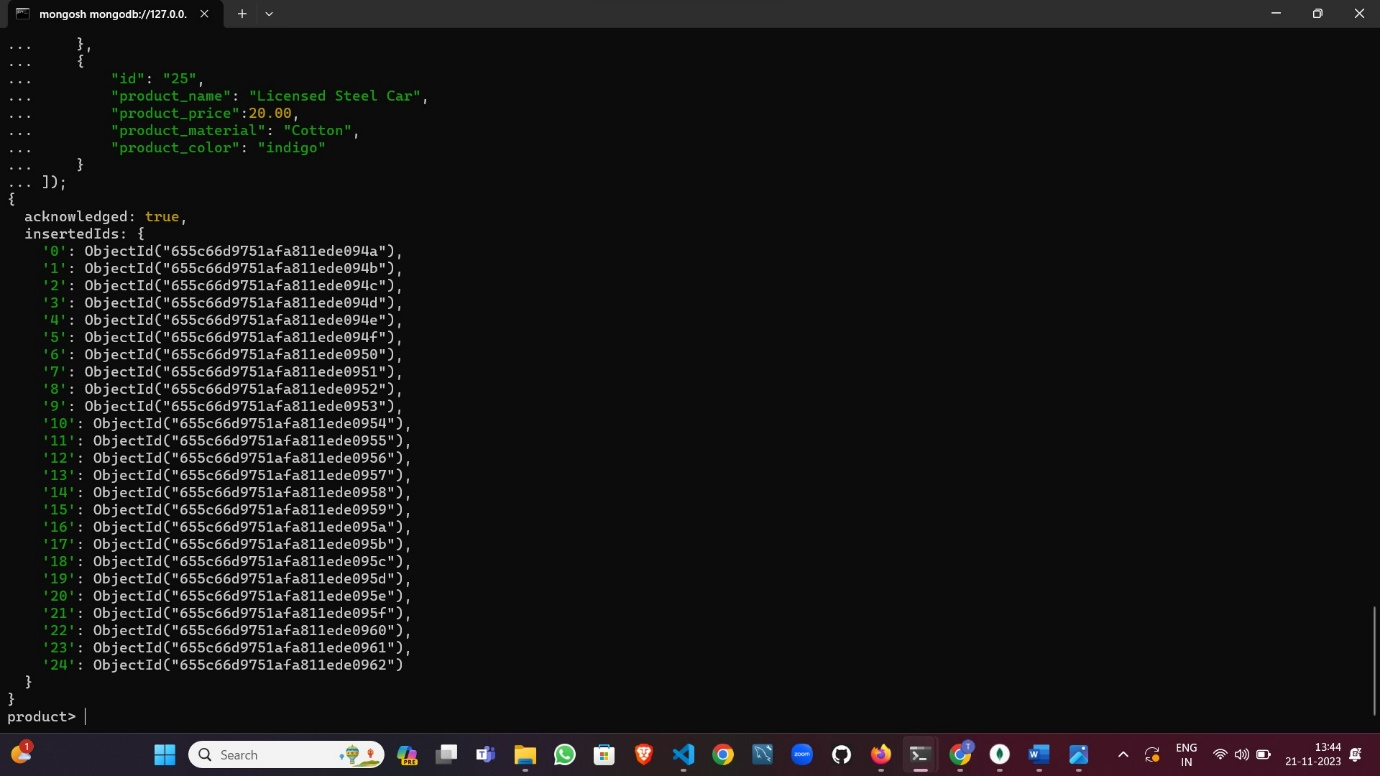 mongosh mongodb://127.0.0.
...     },
...     {
...         "id": "25",
...         "product_name": "Licensed Steel Car",
...         "product_price":20.00,
...         "product_material": "Cotton",
...         "product_color": "indigo"
...     }
... ]);
{
  acknowledged: true,
  insertedIds: {
    '0': ObjectId("655c66d9751afa811ede094a"),
    '1': ObjectId("655c66d9751afa811ede094b"),
    '2': ObjectId("655c66d9751afa811ede094c"),
    '3': ObjectId("655c66d9751afa811ede094d"),
    '4': ObjectId("655c66d9751afa811ede094e"),
    '5': ObjectId("655c66d9751afa811ede094f"),
    '6': ObjectId("655c66d9751afa811ede0950"),
    '7': ObjectId("655c66d9751afa811ede0951"),
    '8': ObjectId("655c66d9751afa811ede0952"),
    '9': ObjectId("655c66d9751afa811ede0953"),
    '10': ObjectId("655c66d9751afa811ede0954"),
    '11': ObjectId("655c66d9751afa811ede0955"),
    '12': ObjectId("655c66d9751afa811ede0956"),
    '13': ObjectId("655c66d9751afa811ede0957"),
    '14': ObjectId("655c66d9751afa811ede0958"),
    '15': ObjectId("655c66d9751afa811ede0959"),
    '16': ObjectId("655c66d9751afa811ede095a"),
    '17': ObjectId("655c66d9751afa811ede095b"),
    '18': ObjectId("655c66d9751afa811ede095c"),
    '19': ObjectId("655c66d9751afa811ede095d"),
    '20': ObjectId("655c66d9751afa811ede095e"),
    '21': ObjectId("655c66d9751afa811ede095f"),
    '22': ObjectId("655c66d9751afa811ede0960"),
    '23': ObjectId("655c66d9751afa811ede0961"),
    '24': ObjectId("655c66d9751afa811ede0962")
  }
}
product>
1
Search
PRE
zoom
T
W
ENG
IN
13:44
21-11-2023